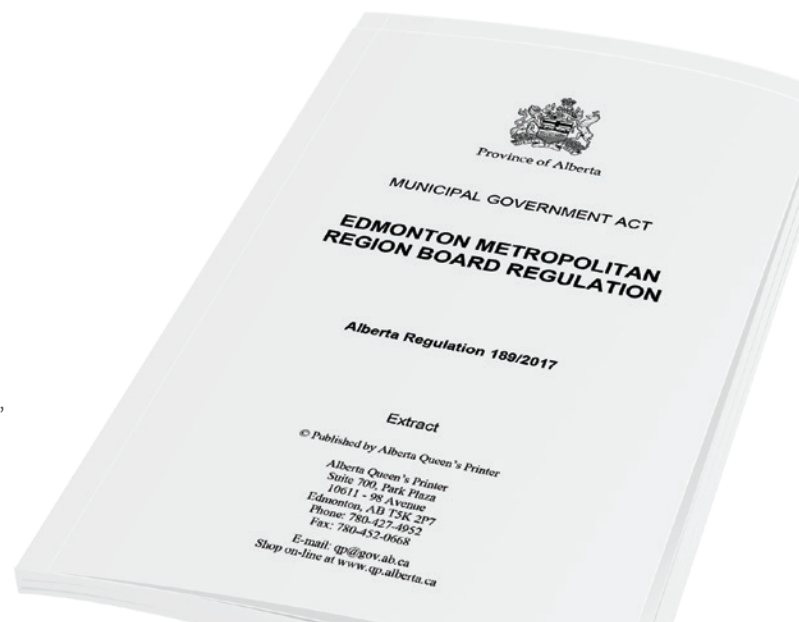 Province of Alberta
MUNICIPAL GOVERNMENT ACT
EDMONTON METROPOLITAN
REGION BOARD REGULATION
Alberta Regulation 189/2017
Extract
© Published by Alberta Queen's Printer
Alberta Queen's Printer
Suite 700, Park Plaza
10611 - 98 Avenue
Edmonton, AB T5K 2P7
Phone: 780-427-4952
Fax: 780-452-0668
E-mail: qp@gov.ab.ca
Shop on-line at www.qp.alberta.ca